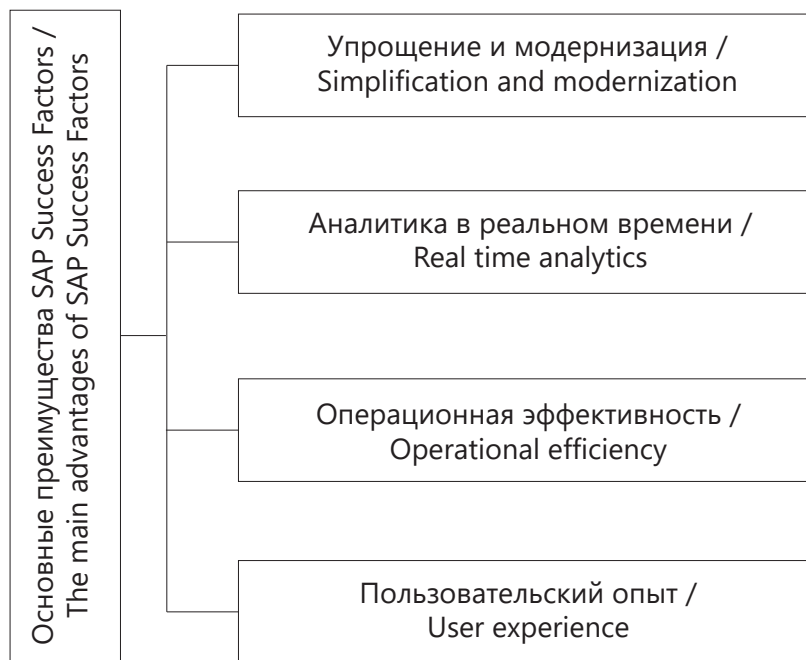 Основные преимущества SAP Success Factors /
The main advantages of SAP Success Factors
Упрощение и модернизация /
Simplification and modernization
Аналитика в реальном времени /
Real time analytics
Операционная эффективность /
Operational efficiency
Пользовательский опыт /
User experience